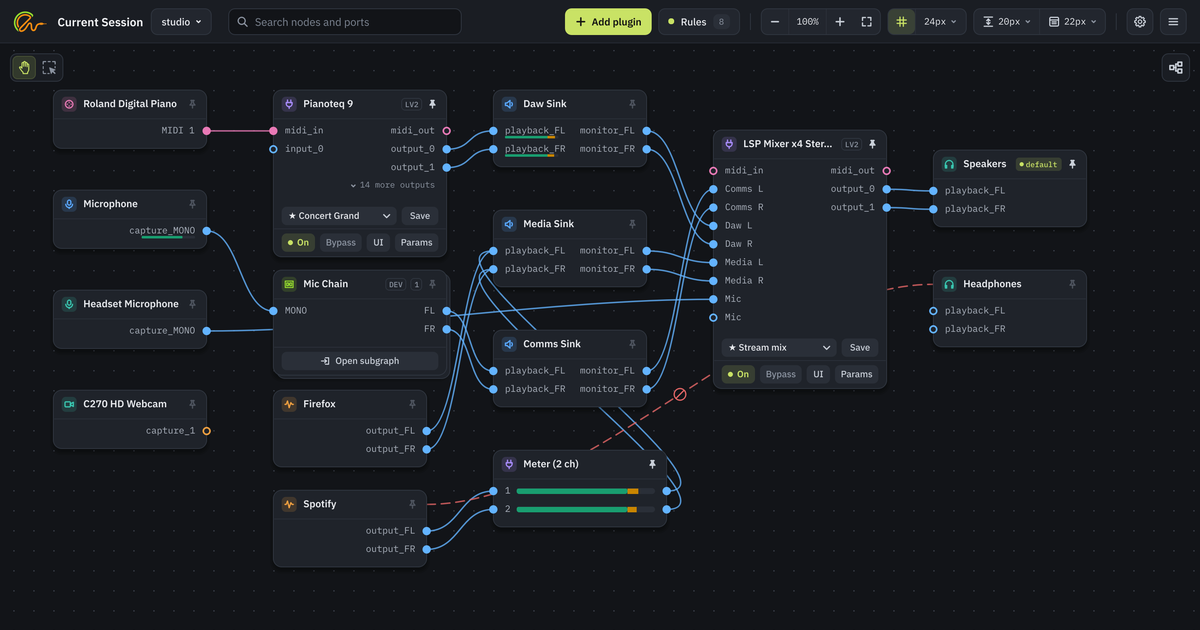 Current Session
studio
Search nodes and ports
Add plugin
Rules 8
100%
24px
20px
22px
Roland Digital Piano
MIDI 1
Microphone
capture_MONO
Headset Microphone
capture_MONO
C270 HD Webcam
capture_1
Pianoteq 9 LV2
midi_in midi_out
input_0 output_0
output_1
14 more outputs
★ Concert Grand Save
On Bypass UI Params
Mic Chain DEV 1
MONO FL
FR
Open subgraph
Firefox
output_FL
output_FR
Spotify
output_FL
output_FR
Daw Sink
playback_FL monitor_FL
playback_FR monitor_FR
Media Sink
playback_FL monitor_FL
playback_FR monitor_FR
Comms Sink
playback_FL monitor_FL
playback_FR monitor_FR
Meter (2 ch)
1
2
LSP Mixer x4 Ster... LV2
midi_in midi_out
Comms L output_0
Comms R output_1
Daw L
Daw R
Media L
Media R
Mic
Mic
★ Stream mix Save
On Bypass UI Params
Speakers default
playback_FL
playback_FR
Headphones
playback_FL
playback_FR